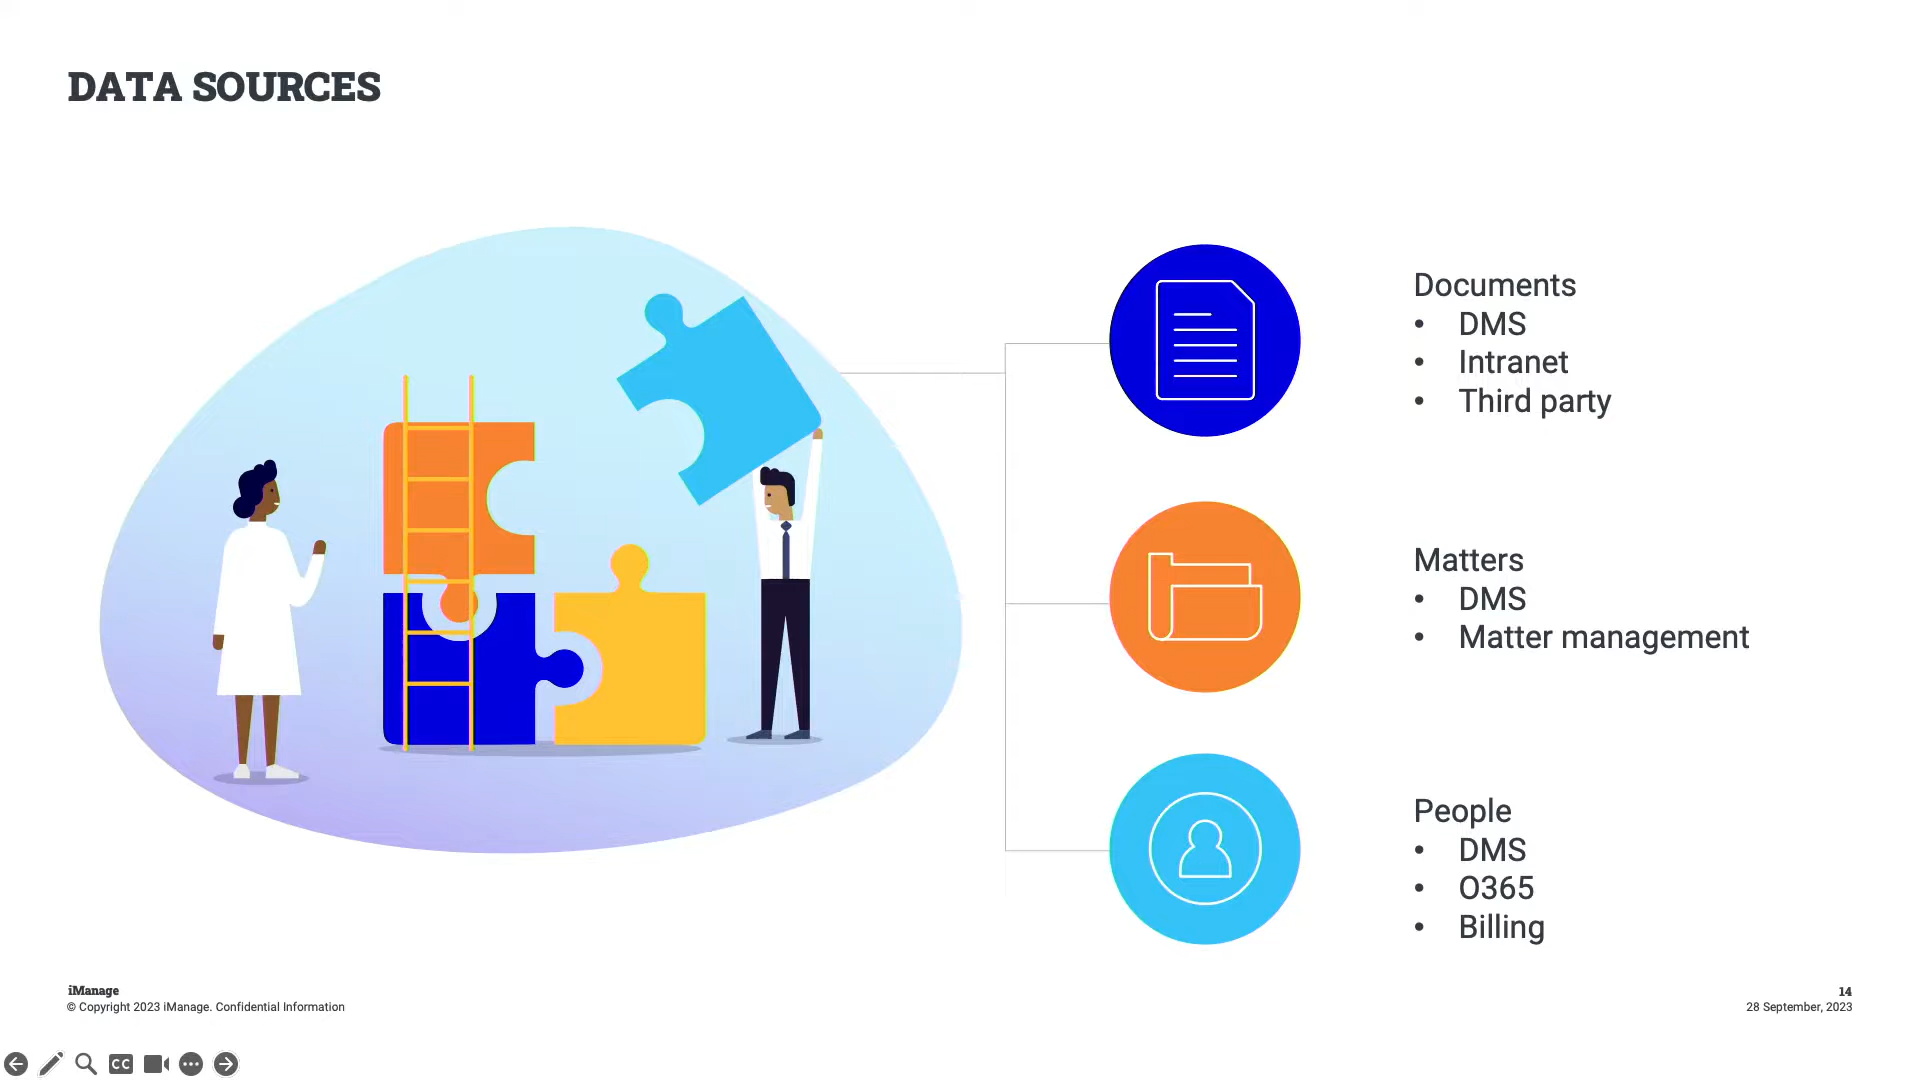 DATA SOURCES
Documents
• DMS
• Intranet
• Third party
Matters
• DMS
• Matter management
People
• DMS
• O365
• Billing
iManage
© Copyright 2023 iManage. Confidential Information
14
28 September, 2023
CC